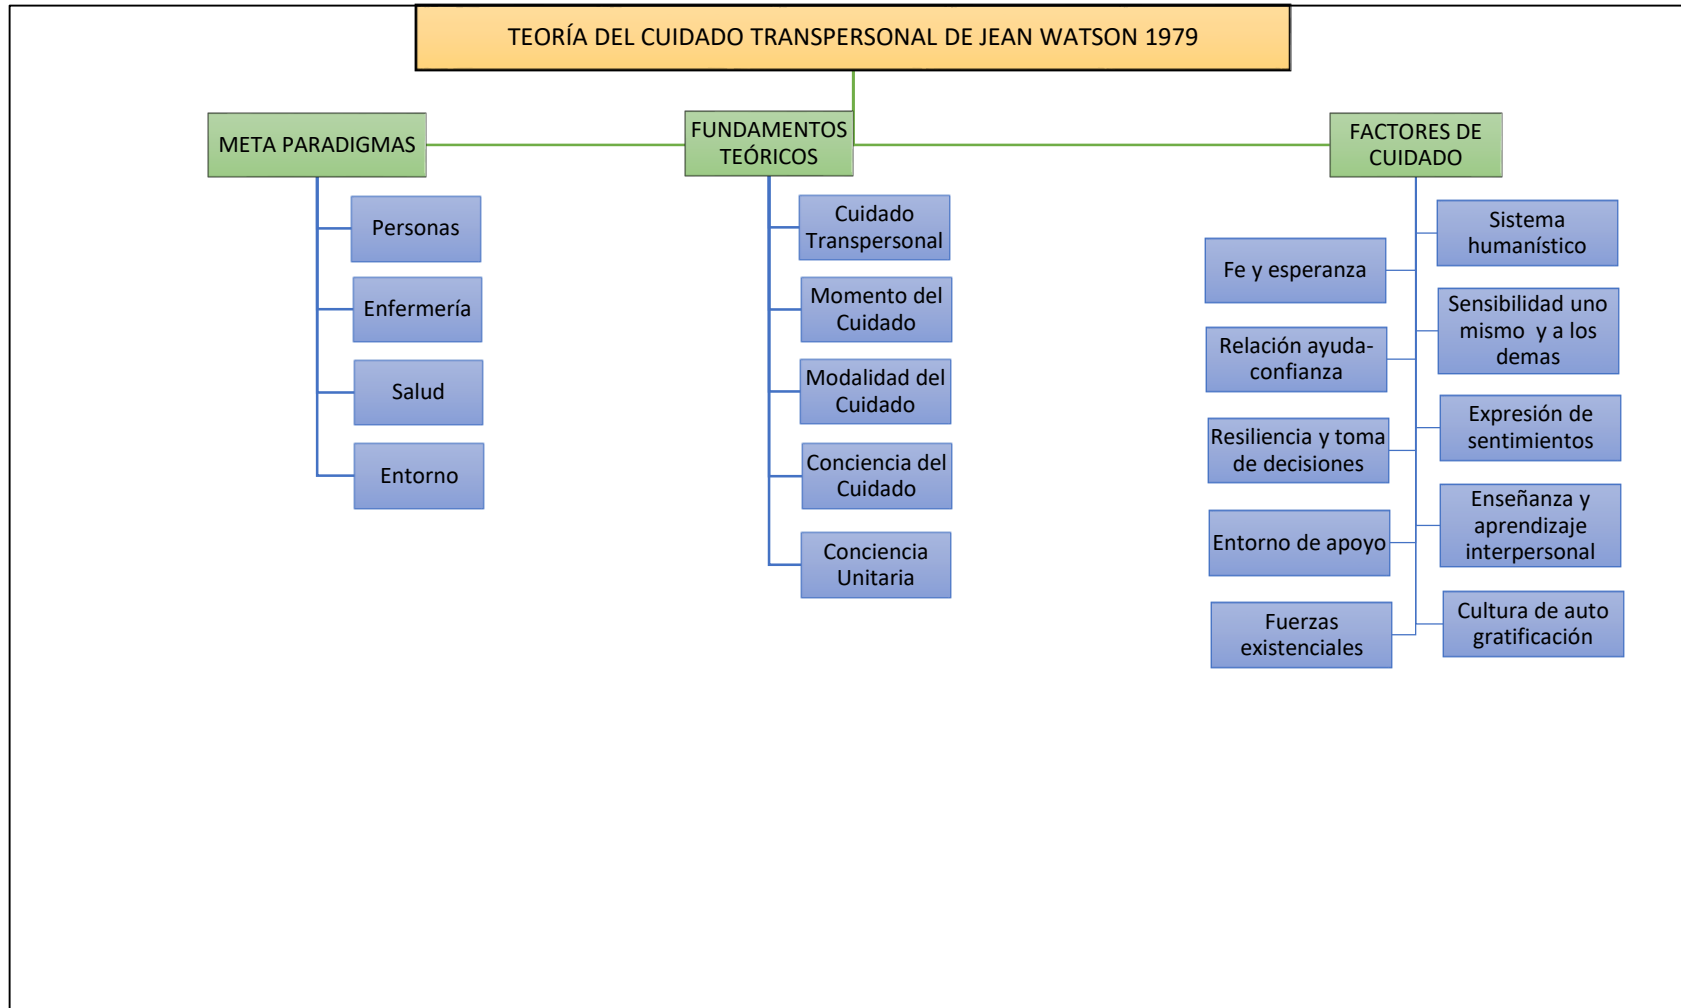 TEORÍA DEL CUIDADO TRANSPERSONAL DE JEAN WATSON 1979
META PARADIGMAS
Personas
Enfermería
Salud
Entorno
FUNDAMENTOS
TEÓRICOS
Cuidado
Transpersonal
Momento del
Cuidado
Modalidad del
Cuidado
Conciencia del
Cuidado
Conciencia
Unitaria
FACTORES DE
CUIDADO
Sistema
humanístico
Fe y esperanza
Sensibilidad uno
mismo y a los
demas
Relación ayuda-
confianza
Expresión de
sentimientos
Resiliencia y toma
de decisiones
Enseñanza y
aprendizaje
interpersonal
Entorno de apoyo
Cultura de auto
gratificación
Fuerzas
existenciales